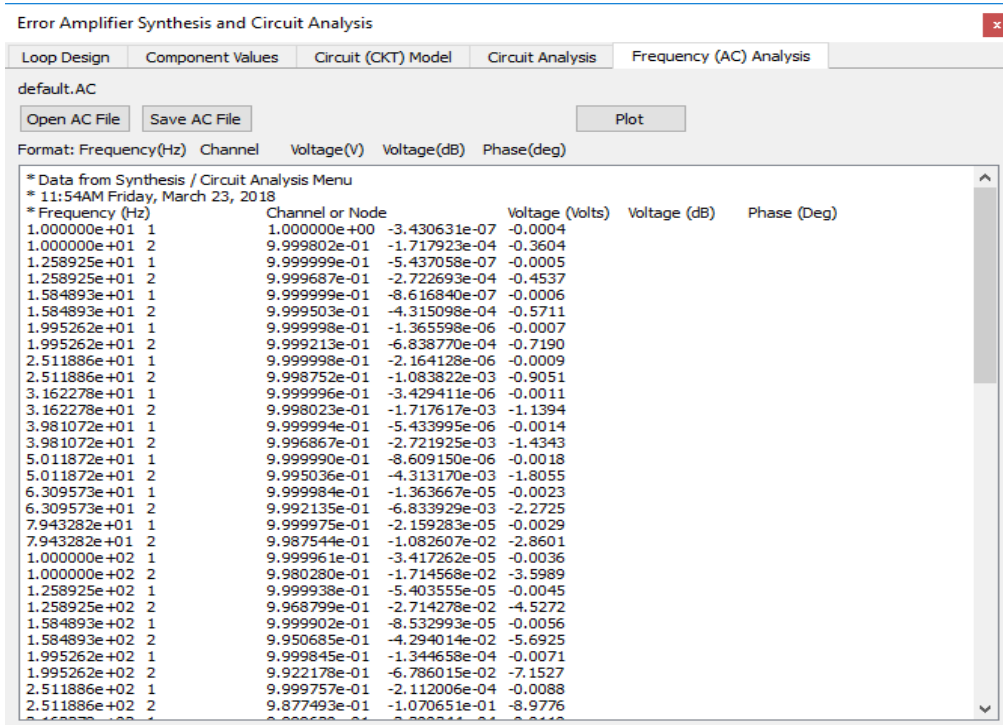 Error Amplifier Synthesis and Circuit Analysis
x
Loop Design Component Values Circuit (CKT) Model Circuit Analysis Frequency (AC) Analysis
default.AC
Open AC File Save AC File Plot
Format: Frequency(Hz) Channel Voltage(V) Voltage(dB) Phase(deg)
* Data from Synthesis / Circuit Analysis Menu
* 11:54AM Friday, March 23, 2018
* Frequency (Hz) Channel or Node Voltage (Volts) Voltage (dB) Phase (Deg)
1.000000e+01 1 1.000000e+00 -3.430631e-07 -0.0004
1.000000e+01 2 9.999802e-01 -1.717923e-04 -0.3604
1.258925e+01 1 9.999999e-01 -5.437058e-07 -0.0005
1.258925e+01 2 9.999687e-01 -2.722693e-04 -0.4537
1.584893e+01 1 9.999999e-01 -8.616840e-07 -0.0006
1.584893e+01 2 9.999503e-01 -4.315098e-04 -0.5711
1.995262e+01 1 9.999998e-01 -1.365598e-06 -0.0007
1.995262e+01 2 9.999213e-01 -6.838770e-04 -0.7190
2.511886e+01 1 9.999998e-01 -2.164128e-06 -0.0009
2.511886e+01 2 9.998752e-01 -1.083822e-03 -0.9051
3.162278e+01 1 9.999996e-01 -3.429411e-06 -0.0011
3.162278e+01 2 9.998023e-01 -1.717617e-03 -1.1394
3.981072e+01 1 9.999994e-01 -5.433995e-06 -0.0014
3.981072e+01 2 9.996867e-01 -2.721925e-03 -1.4343
5.011872e+01 1 9.999990e-01 -8.609150e-06 -0.0018
5.011872e+01 2 9.995036e-01 -4.313170e-03 -1.8055
6.309573e+01 1 9.999984e-01 -1.363667e-05 -0.0023
6.309573e+01 2 9.992135e-01 -6.833929e-03 -2.2725
7.943282e+01 1 9.999975e-01 -2.159283e-05 -0.0029
7.943282e+01 2 9.987544e-01 -1.082607e-02 -2.8601
1.000000e+02 1 9.999961e-01 -3.417262e-05 -0.0036
1.000000e+02 2 9.980280e-01 -1.714568e-02 -3.5989
1.258925e+02 1 9.999938e-01 -5.403555e-05 -0.0045
1.258925e+02 2 9.968799e-01 -2.714278e-02 -4.5272
1.584893e+02 1 9.999902e-01 -8.532993e-05 -0.0056
1.584893e+02 2 9.950685e-01 -4.294014e-02 -5.6925
1.995262e+02 1 9.999845e-01 -1.344658e-04 -0.0071
1.995262e+02 2 9.922178e-01 -6.786015e-02 -7.1527
2.511886e+02 1 9.999757e-01 -2.112006e-04 -0.0088
2.511886e+02 2 9.877493e-01 -1.070651e-01 -8.9776